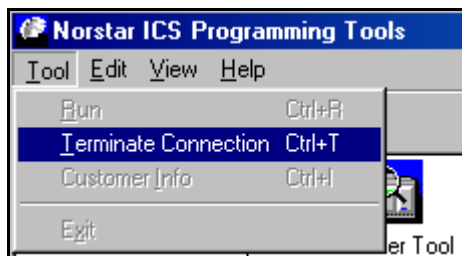 Norstar ICS Programming Tools
Tool Edit View Help
Run Ctrl+R
Terminate Connection Ctrl+T
Customer Info Ctrl+I
Exit
er Tool